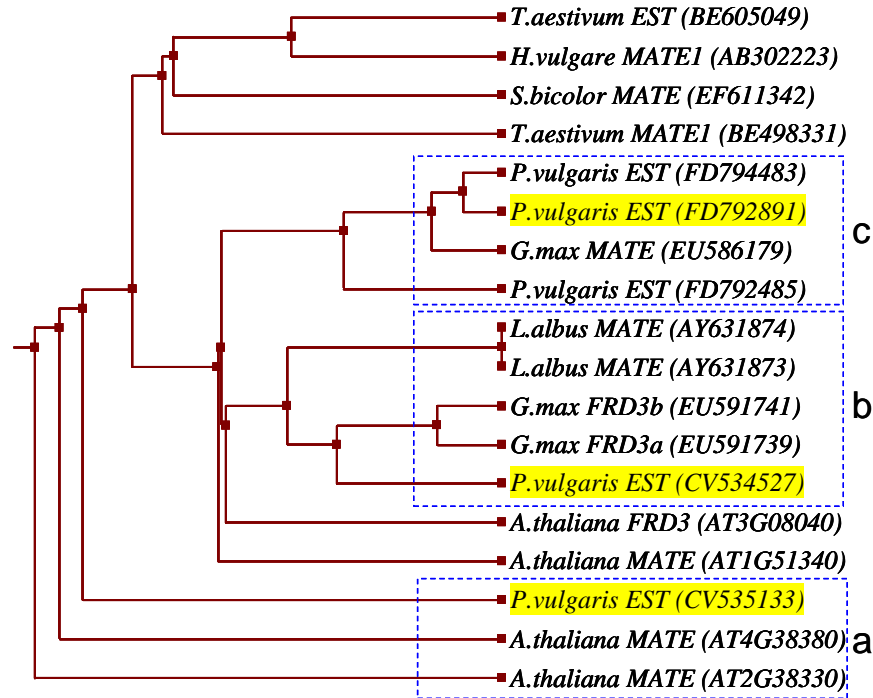 T.aestivum EST (BE605049)
H.vulgare MATE1 (AB302223)
S.bicolor MATE (EF611342)
T.aestivum MATE1 (BE498331)
P.vulgaris EST (FD794483)
P.vulgaris EST (FD792891)
c
G.max MATE (EU586179)
P.vulgaris EST (FD792485)
L.albus MATE (AY631874)
L.albus MATE (AY631873)
G.max FRD3b (EU591741)
b
G.max FRD3a (EU591739)
P.vulgaris EST (CV534527)
A.thaliana FRD3 (AT3G08040)
A.thaliana MATE (AT1G51340)
P.vulgaris EST (CV535133)
A.thaliana MATE (AT4G38380)
a
A.thaliana MATE (AT2G38330)